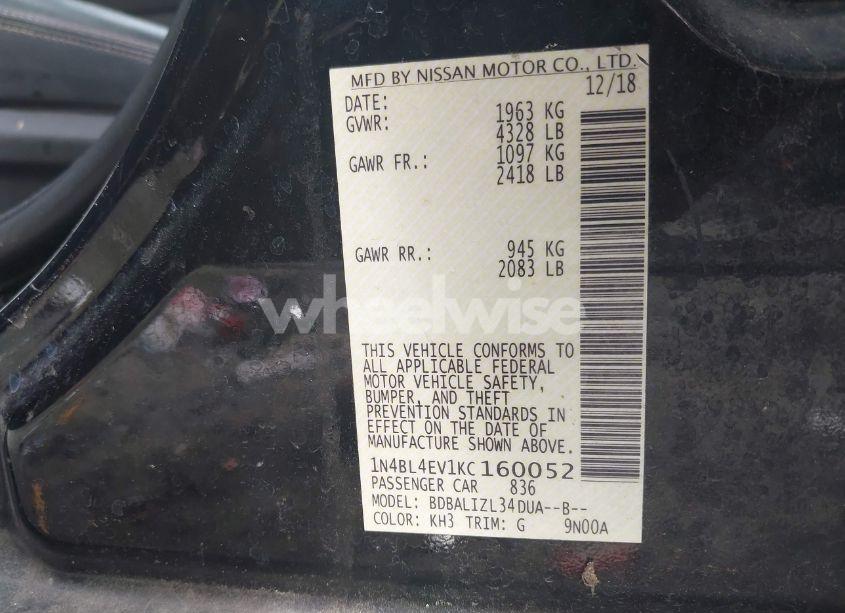 MFD BY NISSAN MOTOR CO., LTD.
DATE: 12/18
GVWR: 1963 KG
4328 LB
GAWR FR.: 1097 KG
2418 LB
GAWR RR.: 945 KG
2083 LB
wheelwise
THIS VEHICLE CONFORMS TO
ALL APPLICABLE FEDERAL
MOTOR VEHICLE SAFETY,
BUMPER, AND THEFT
PREVENTION STANDARDS IN
EFFECT ON THE DATE OF
MANUFACTURE SHOWN ABOVE.
1N4BL4EV1KC160052
PASSENGER CAR 836
MODEL: BDBALIZL34DUA--B--
COLOR: KH3 TRIM: G 9N00A